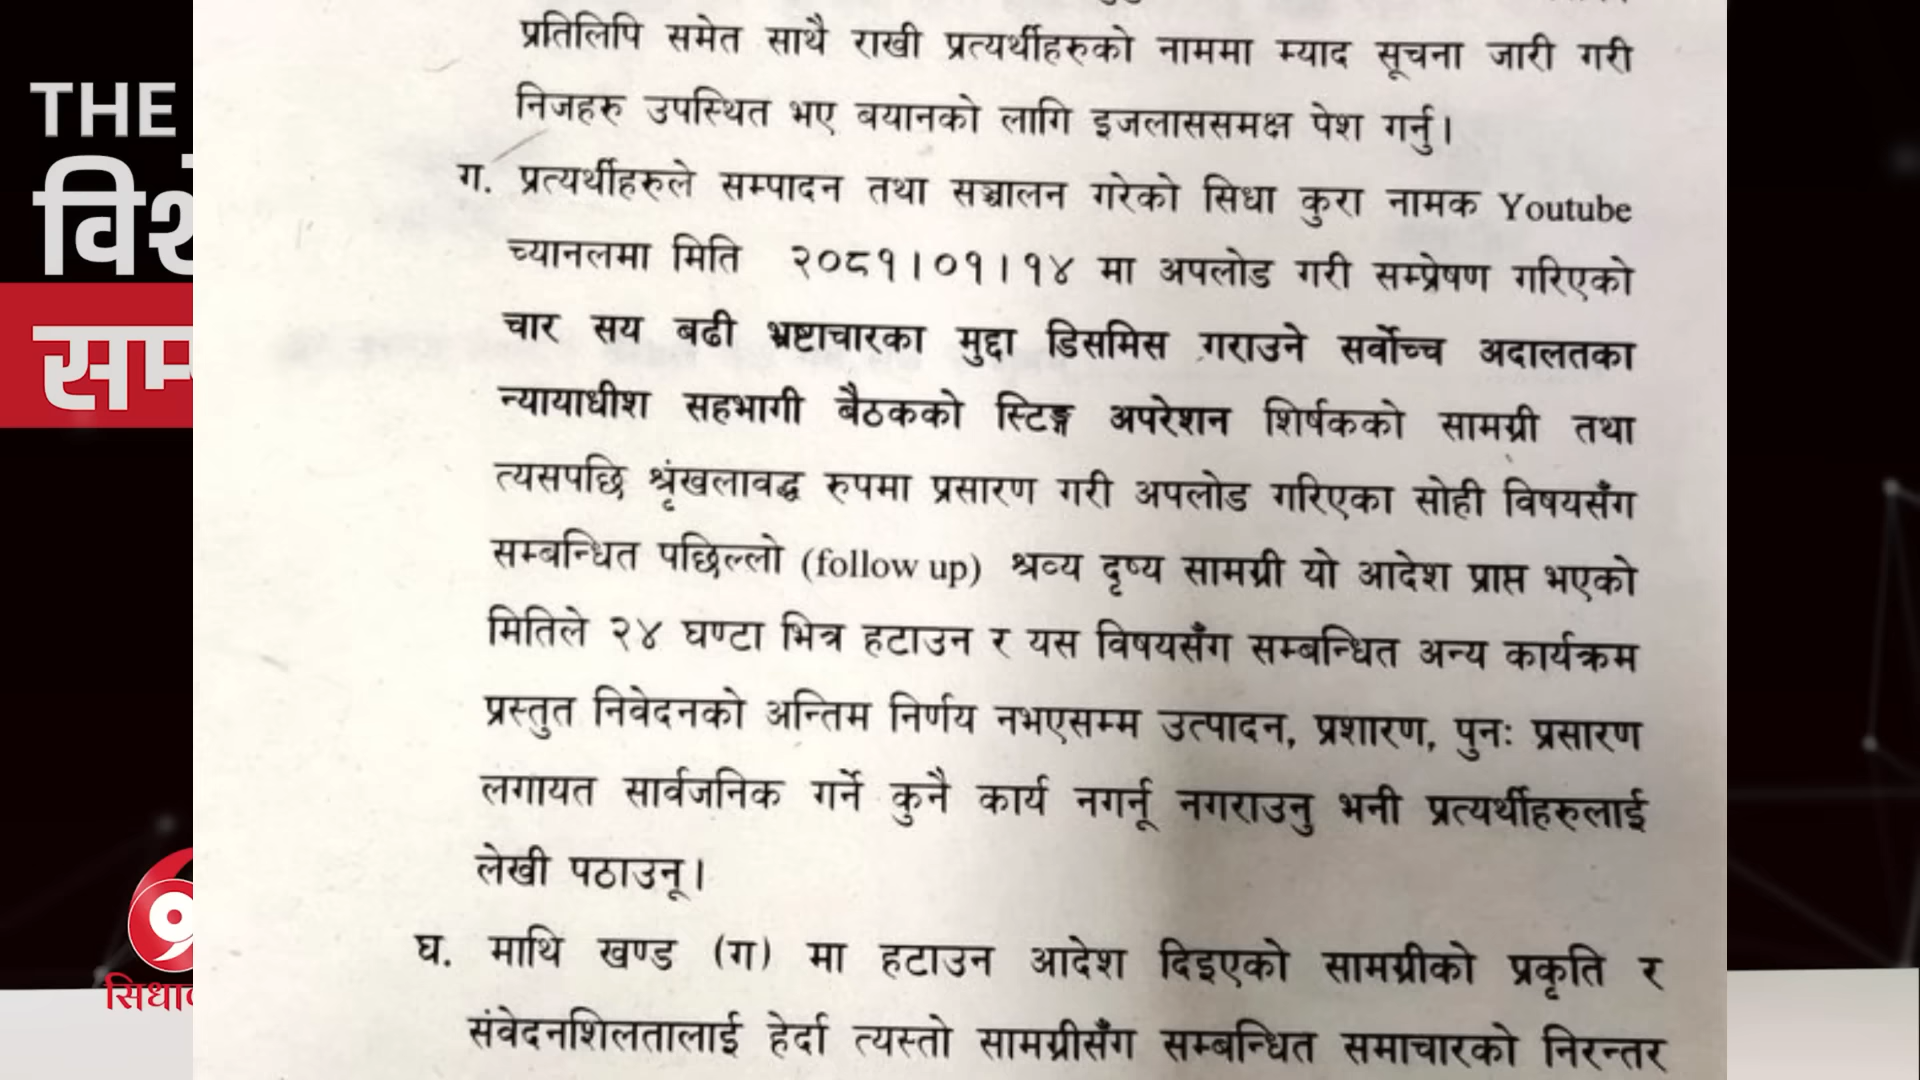 THE
प्रतिलिपि समेत साथै राखी प्रत्यर्थीहरुको नाममा म्याद सूचना जारी गरी
निजहरु उपस्थित भए बयानको लागि इजलाससमक्ष पेश गर्नु।
ग. प्रत्यर्थीहरुले सम्पादन तथा सञ्चालन गरेको सिधा कुरा नामक Youtube
च्यानलमा मिति २०८१।०१।१४ मा अपलोड गरी सम्प्रेषण गरिएको
चार सय बढी भ्रष्टाचारका मुद्दा डिसमिस गराउने सर्वोच्च अदालतका
न्यायाधीश सहभागी बैठकको स्टिङ्ग अपरेशन शिर्षकको सामग्री तथा
त्यसपछि श्रृंखलावद्ध रुपमा प्रसारण गरी अपलोड गरिएका सोही विषयसँग
सम्बन्धित पछिल्लो (follow up) श्रव्य दृष्य सामग्री यो आदेश प्राप्त भएको
मितिले २४ घण्टा भित्र हटाउन र यस विषयसँग सम्बन्धित अन्य कार्यक्रम
प्रस्तुत निवेदनको अन्तिम निर्णय नभएसम्म उत्पादन, प्रशारण, पुनः प्रसारण
लगायत सार्वजनिक गर्ने कुनै कार्य नगर्नू नगराउनु भनी प्रत्यर्थीहरुलाई
लेखी पठाउनू।
घ. माथि खण्ड (ग) मा हटाउन आदेश दिइएको सामग्रीको प्रकृति र
संवेदनशिलतालाई हेर्दा त्यस्तो सामग्रीसँग सम्बन्धित समाचारको निरन्तर